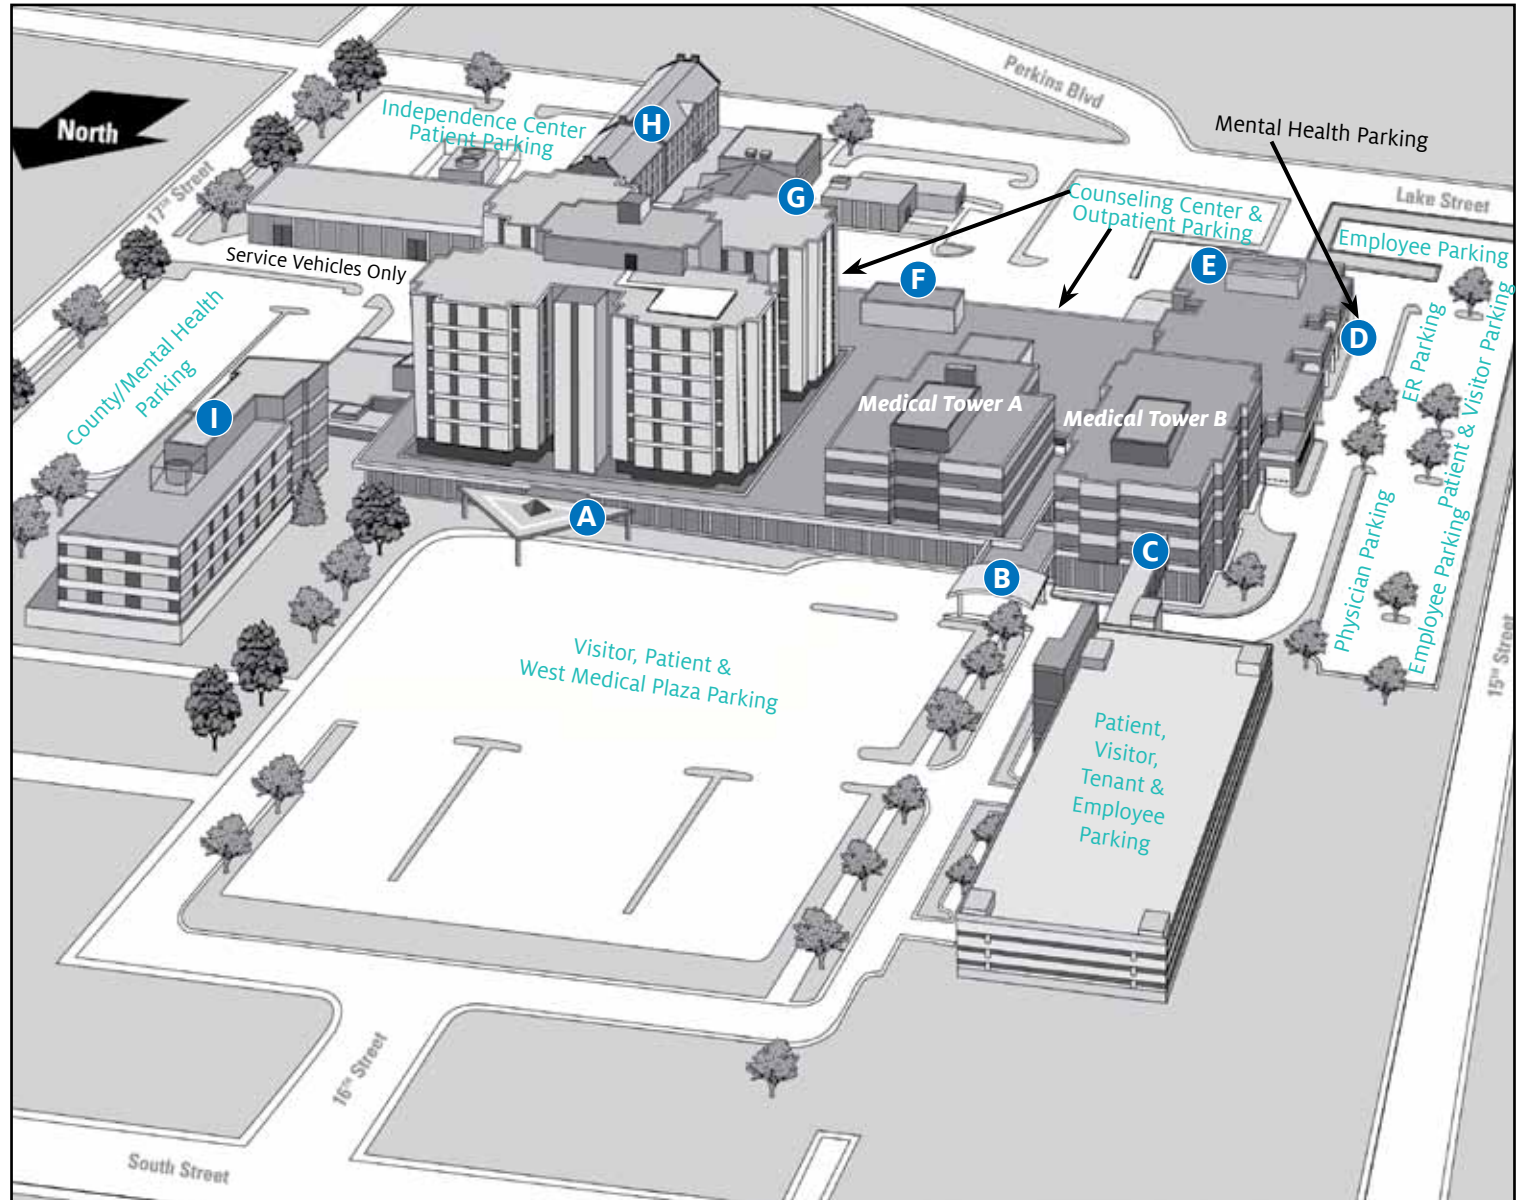 Perkins Blvd
North
Independence Center
Patient Parking
H
Mental Health Parking
17TH Street
G
Counseling Center &
Outpatient Parking
Lake Street
Employee Parking
Service Vehicles Only
E
F
D
County/Mental Health
Parking
I
ER Parking
Patient & Visitor Parking
Medical Tower A
Medical Tower B
A
B
C
Physician Parking
Employee Parking
15TH Street
Visitor, Patient &
West Medical Plaza Parking
Patient,
Visitor,
Tenant &
Employee
Parking
16TH Street
South Street